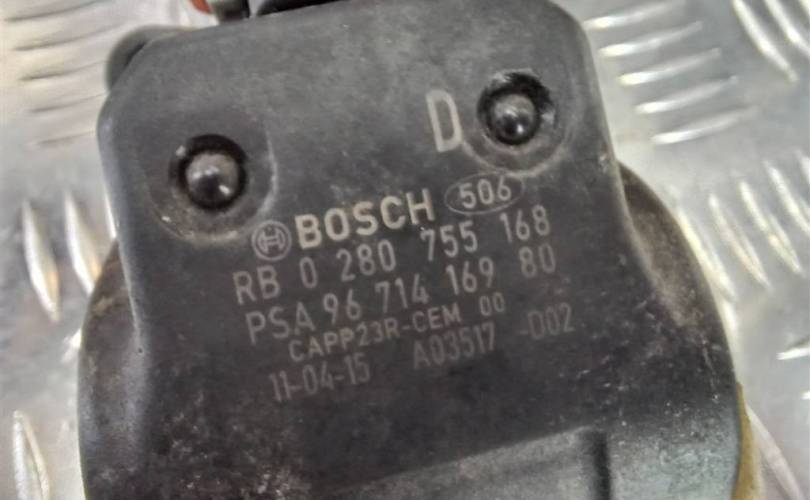 D
BOSCH 506
RB 0 280 755 168
PSA 96 714 169 80
CAPP23R-CEM 00
11-04-15 A03517 -D02